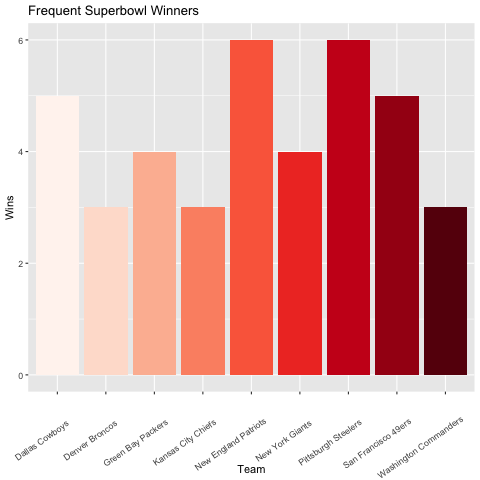 Frequent Superbowl Winners
Wins
6
4
2
0
Dallas Cowboys
Denver Broncos
Green Bay Packers
Kansas City Chiefs
New England Patriots
New York Giants
Pittsburgh Steelers
San Francisco 49ers
Washington Commanders
Team